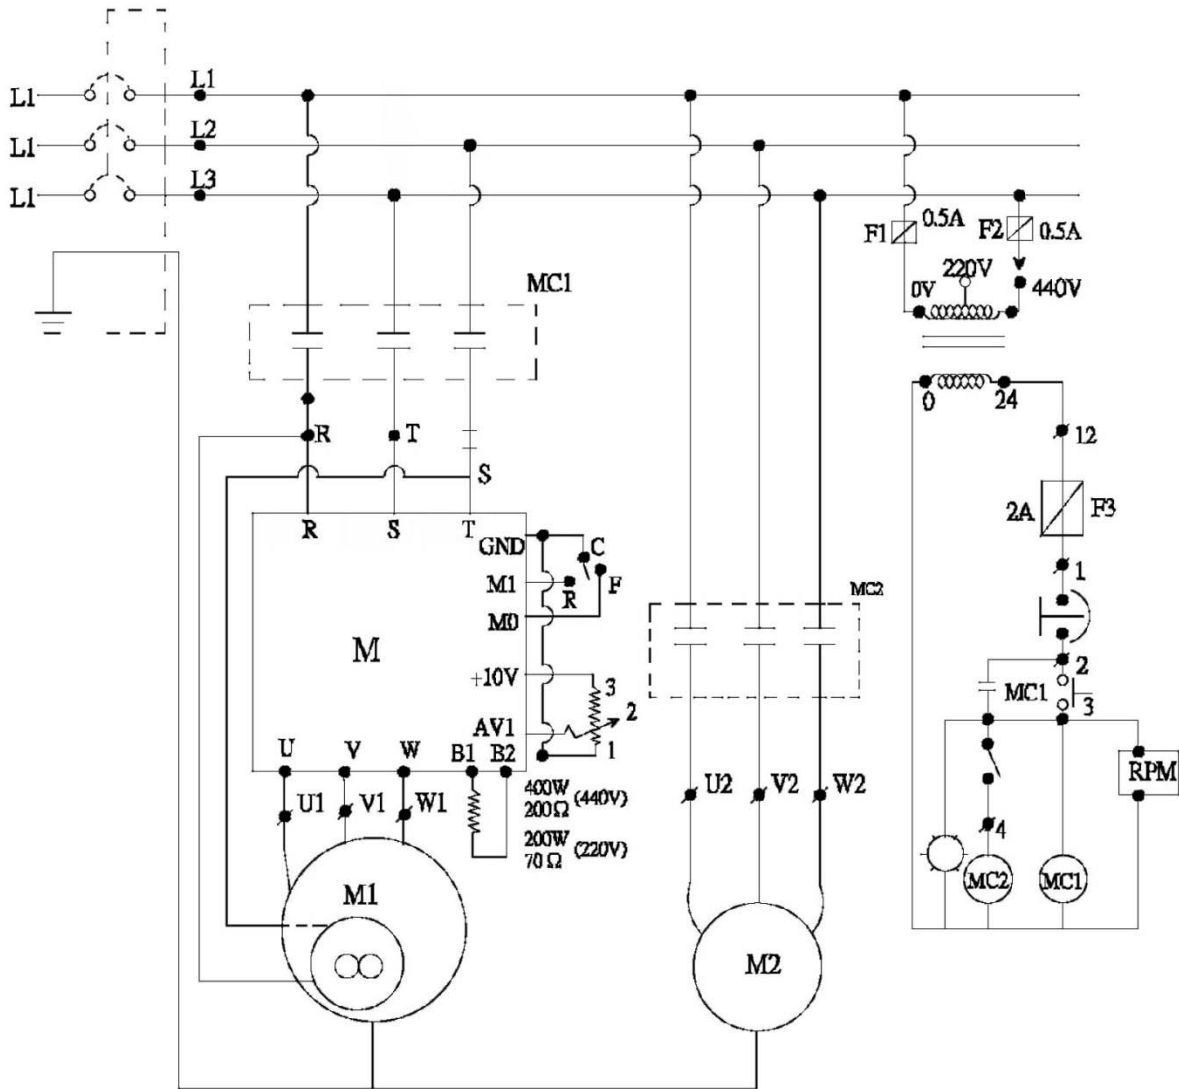 L1
L1
L2
L1
L3
F1
0.5A
F2
0.5A
220V
0V
440V
MC1
0
24
12
R
T
S
2A
F3
R
S
T
GND
C
1
M1
R
F
MC2
M0
M
2
+10V
3
MC1
2
3
AV1
1
U
V
W
B1
B2
RPM
400W
200Ω (440V)
U1
V1
W1
U2
V2
W2
200W
70Ω (220V)
4
MC2
MC1
M1
M2